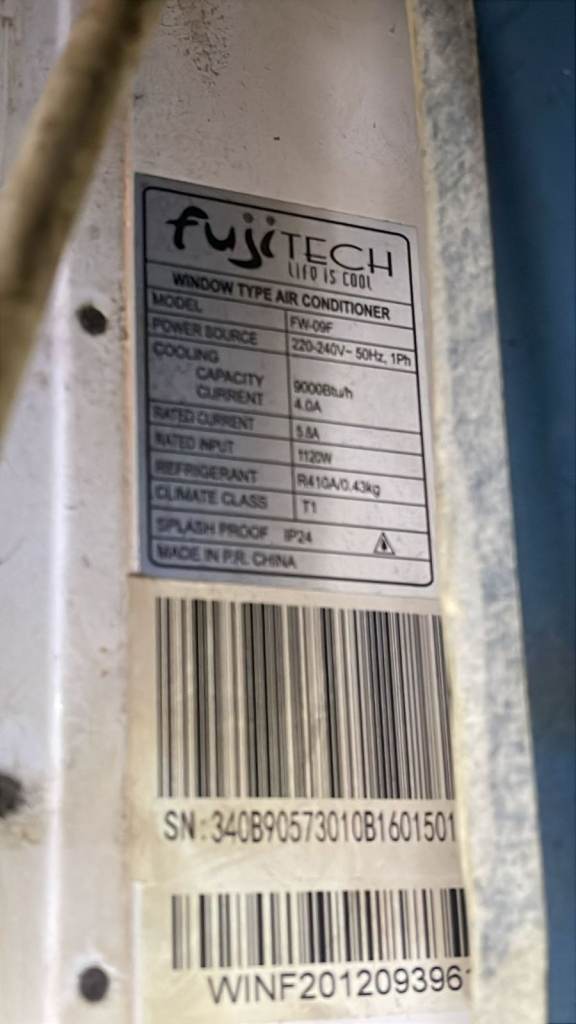 fujiTECH
LIFE IS COOL
WINDOW TYPE AIR CONDITIONER
MODEL FW-09F
POWER SOURCE 220-240V~ 50Hz, 1Ph
COOLING
CAPACITY 9000Btu/h
CURRENT 4.0A
RATED CURRENT 5.8A
RATED INPUT 1120W
REFRIGERANT R410A/0.43kg
CLIMATE CLASS T1
SPLASH PROOF IP24
MADE IN P.R. CHINA
SN:340B90573010B1601501
WINF201209396